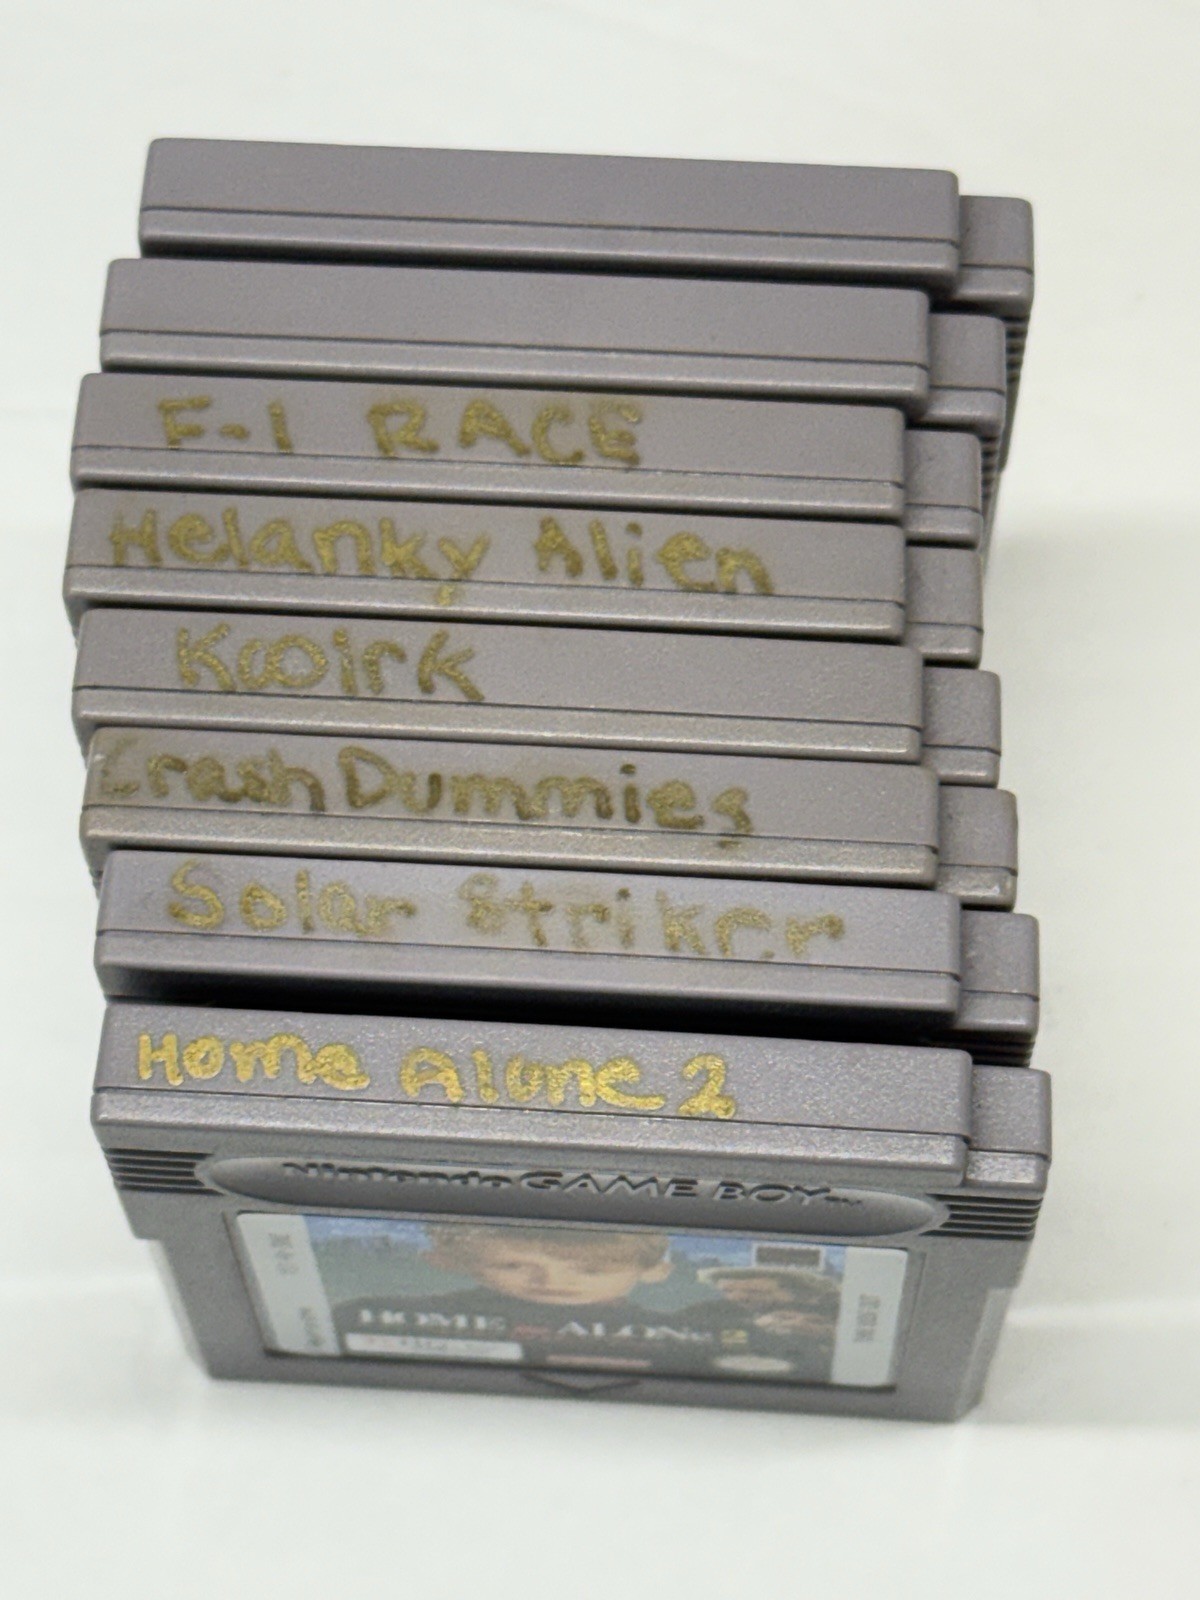 F-1 RACE
Helanky Alien
Kwirk
Crash Dummies
Solar Striker
Home Alone 2
Nintendo GAME BOY
HOME ALONE 2